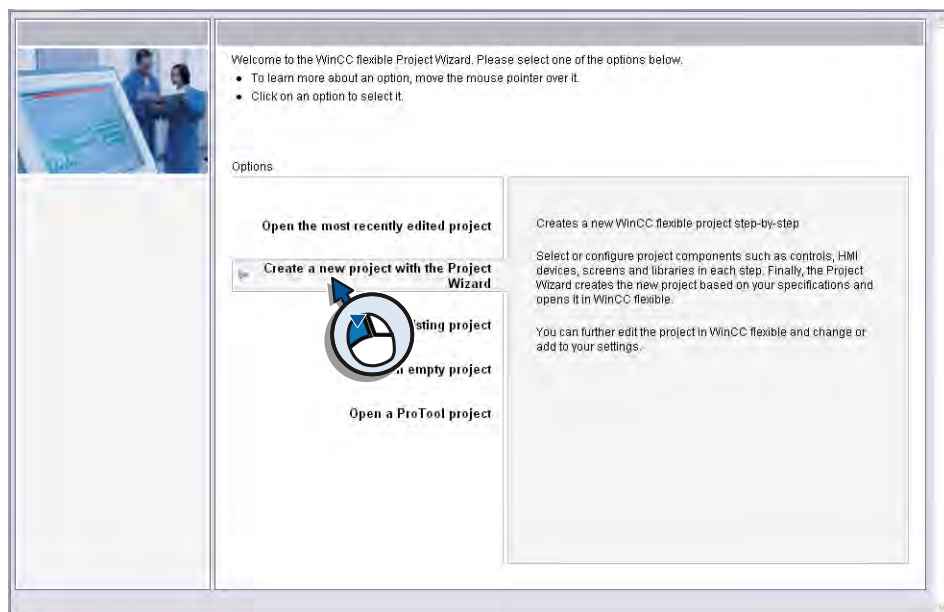 Welcome to the WinCC flexible Project Wizard. Please select one of the options below.
• To learn more about an option, move the mouse pointer over it.
• Click on an option to select it.
Options
Open the most recently edited project
Create a new project with the Project
Wizard
sting project
empty project
Open a ProTool project
Creates a new WinCC flexible project step-by-step
Select or configure project components such as controls, HMI
devices, screens and libraries in each step. Finally, the Project
Wizard creates the new project based on your specifications and
opens it in WinCC flexible.
You can further edit the project in WinCC flexible and change or
add to your settings.